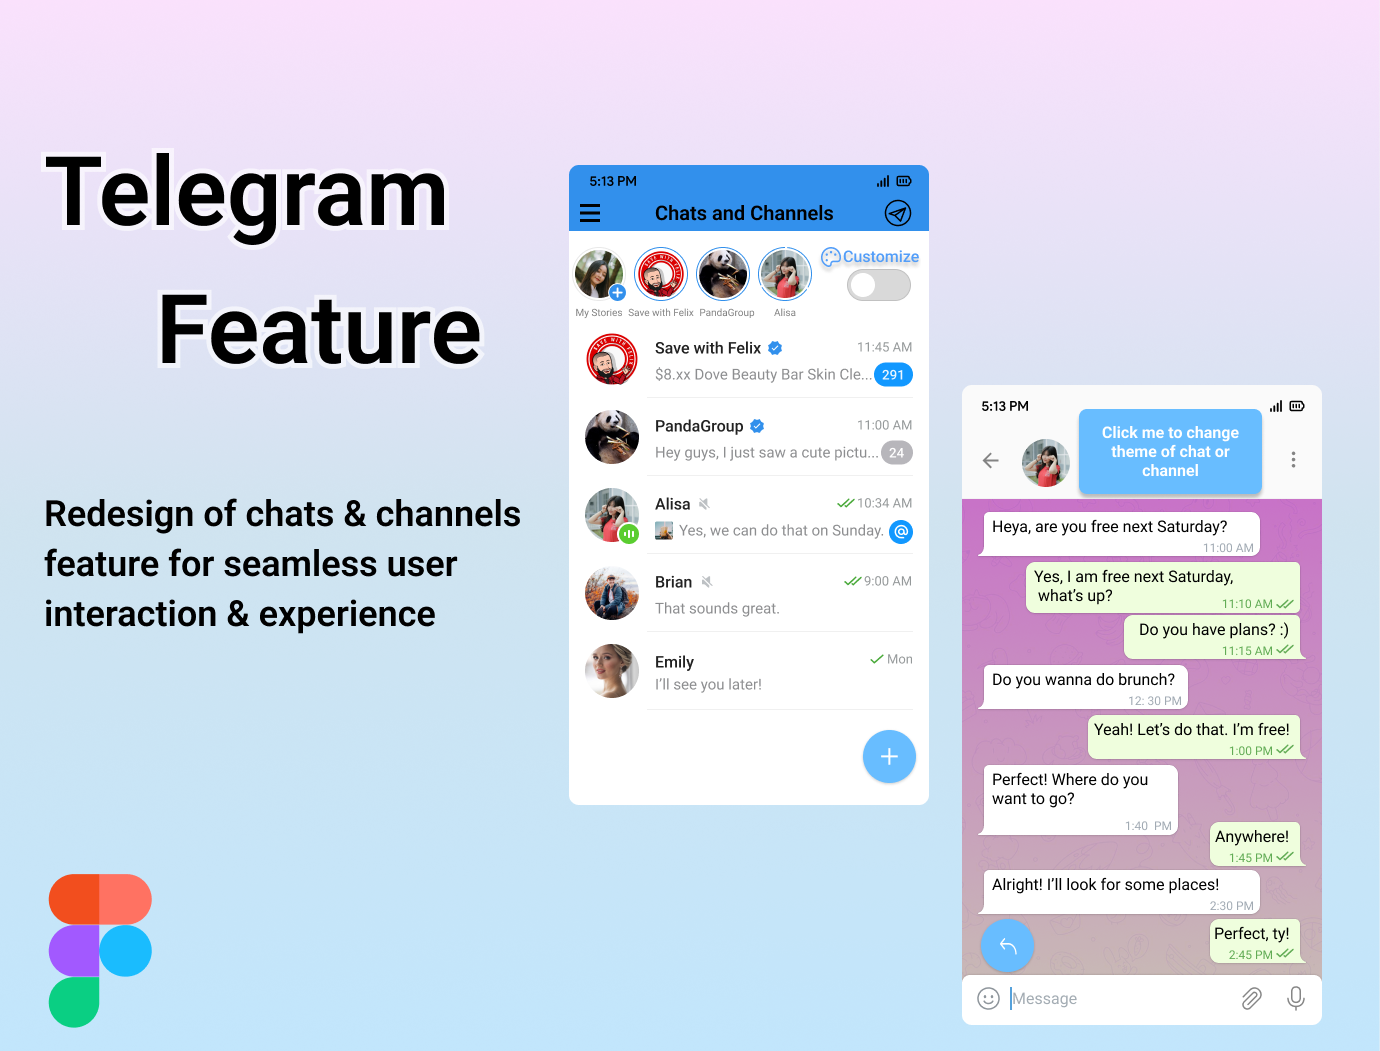 Telegram
Feature
Redesign of chats & channels
feature for seamless user
interaction & experience
5:13 PM
Chats and Channels
Customize
My Stories
Save with Felix
PandaGroup
Alisa
Save with Felix
11:45 AM
$8.xx Dove Beauty Bar Skin Cle...
291
PandaGroup
11:00 AM
Hey guys, I just saw a cute pictu...
24
Alisa
10:34 AM
Yes, we can do that on Sunday.
@
Brian
9:00 AM
That sounds great.
Emily
Mon
I'll see you later!
5:13 PM
Click me to change
theme of chat or
channel
Heya, are you free next Saturday?
11:00 AM
Yes, I am free next Saturday,
what's up?
11:10 AM
Do you have plans? :)
11:15 AM
Do you wanna do brunch?
12: 30 PM
Yeah! Let's do that. I'm free!
1:00 PM
Perfect! Where do you
want to go?
1:40 PM
Anywhere!
1:45 PM
Alright! I'll look for some places!
2:30 PM
Perfect, ty!
2:45 PM
Message